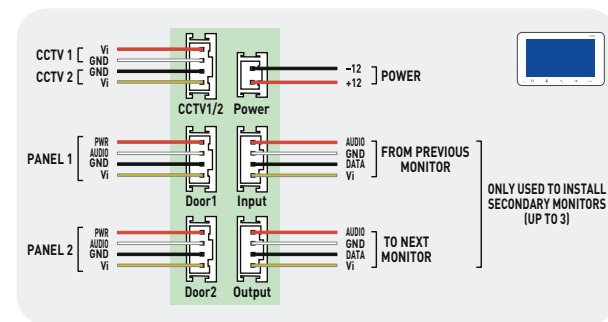 CCTV 1
Vi
GND
CCTV 2
GND
Vi
CCTV1/2
-12
+12
POWER
Power
PANEL 1
PWR
AUDIO
GND
Vi
Door1
AUDIO
GND
DATA
Vi
FROM PREVIOUS
MONITOR
Input
PANEL 2
PWR
AUDIO
GND
Vi
Door2
AUDIO
GND
DATA
Vi
TO NEXT
MONITOR
Output
ONLY USED TO INSTALL
SECONDARY MONITORS
(UP TO 3)